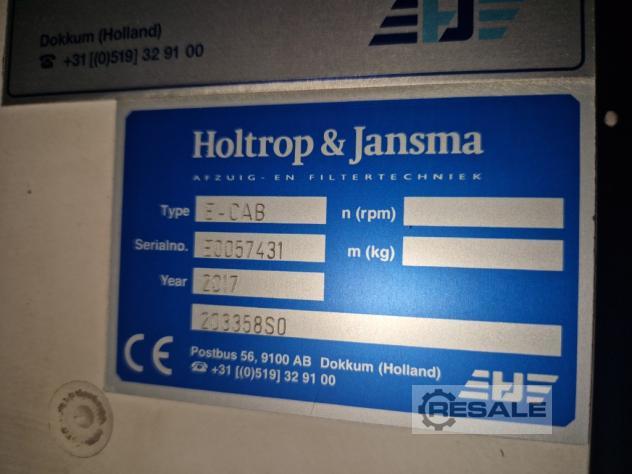 Dokkum (Holland)
☎ +31 [(0)519] 32 91 00
Holtrop & Jansma
AFZUIG- EN FILTERTECHNIEK
Type E-CAB n (rpm)
Serialno. E0057431 m (kg)
Year 2017
203358S0
CE Postbus 56, 9100 AB Dokkum (Holland)
☎ +31 [(0)519] 32 91 00
RESALE